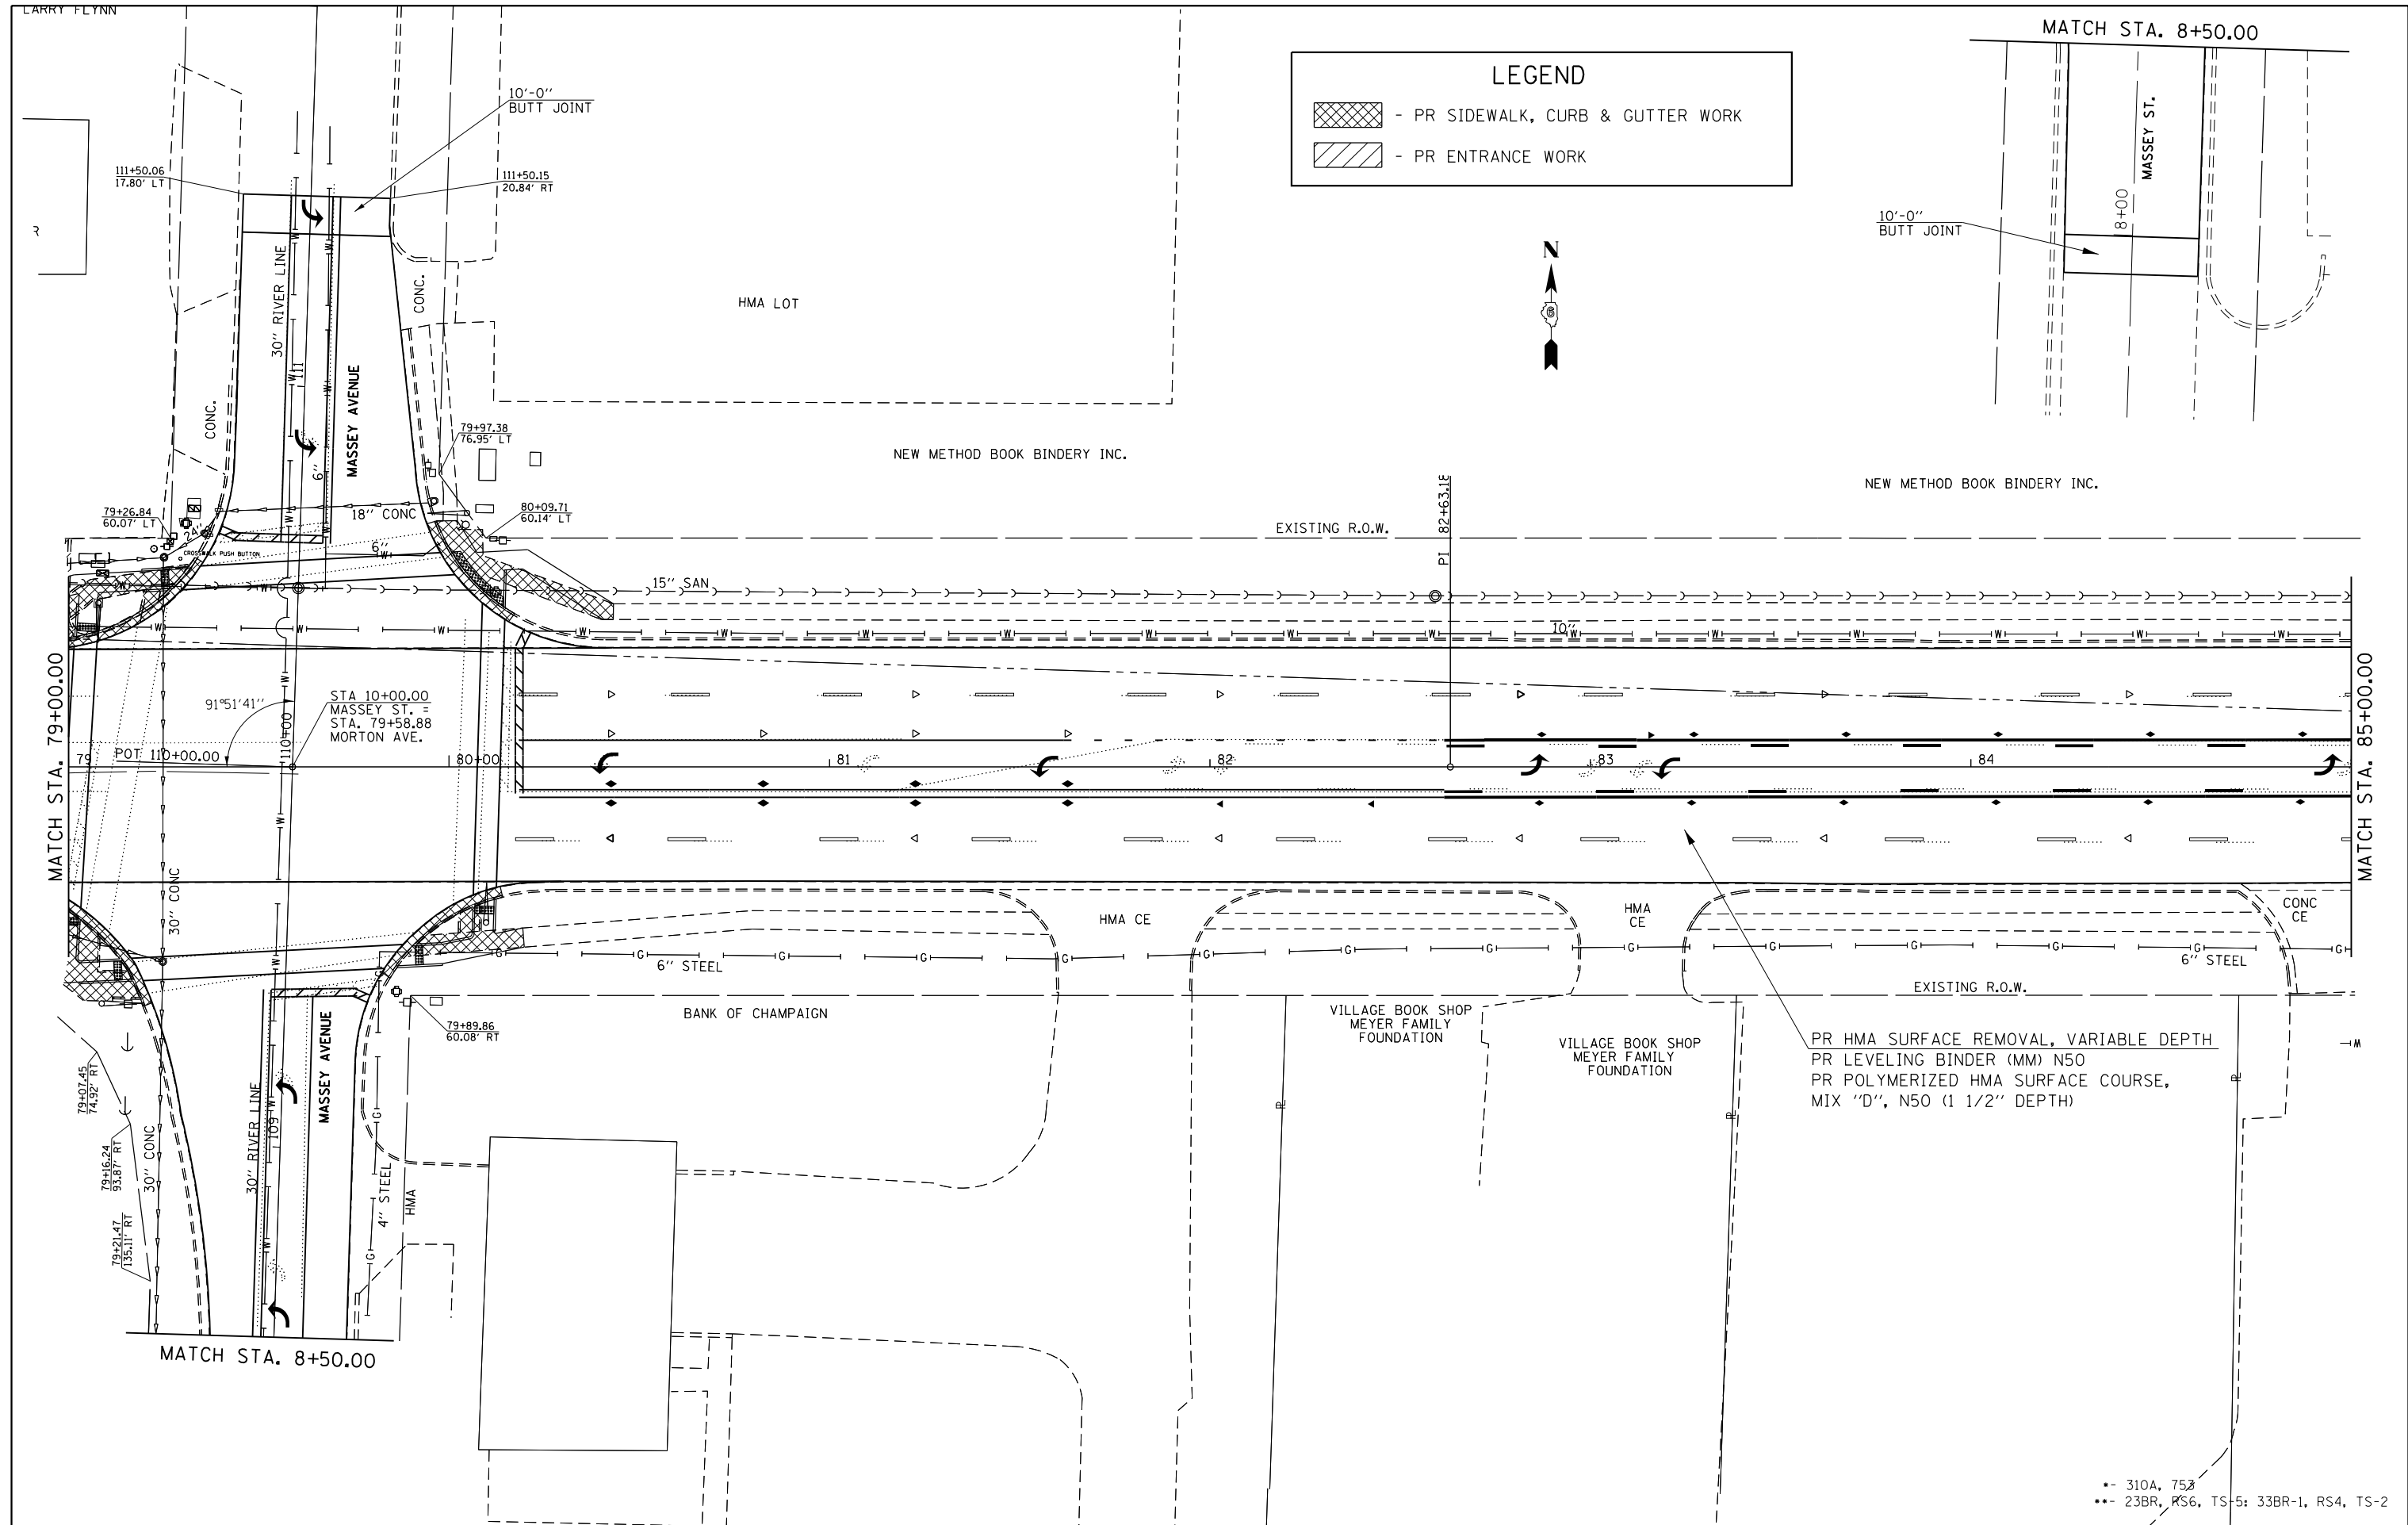 LARRY FLYNN
MATCH STA. 8+50.00
10'-0"
BUTT JOINT
LEGEND
- PR SIDEWALK, CURB & GUTTER WORK
- PR ENTRANCE WORK
MASSEY ST.
8+00
10'-0"
BUTT JOINT
111+50.06
17.80' LT
111+50.15
20.84' RT
R
N
6
30" RIVER LINE
CONC.
HMA LOT
111
MASSEY AVENUE
CONC.
6"
79+97.38
76.95' LT
NEW METHOD BOOK BINDERY INC.
NEW METHOD BOOK BINDERY INC.
PI 82+63.18
79+26.84
60.07' LT
18" CONC
80+09.71
60.14' LT
EXISTING R.O.W.
24"
CROSSWALK PUSH BUTTON
6"
15" SAN
10"
MATCH STA. 79+00.00
MATCH STA. 85+00.00
91°51'41"
110+00
STA 10+00.00
MASSEY ST. =
STA. 79+58.88
MORTON AVE.
79
POT 110+00.00
80+00
81
82
83
84
30" CONC
HMA CE
HMA
CE
CONC
CE
6" STEEL
6" STEEL
EXISTING R.O.W.
BANK OF CHAMPAIGN
VILLAGE BOOK SHOP
MEYER FAMILY
FOUNDATION
VILLAGE BOOK SHOP
MEYER FAMILY
FOUNDATION
79+89.86
60.08' RT
PR HMA SURFACE REMOVAL, VARIABLE DEPTH
PR LEVELING BINDER (MM) N50
PR POLYMERIZED HMA SURFACE COURSE,
MIX "D", N50 (1 1/2" DEPTH)
MASSEY AVENUE
79+07.45
74.92' RT
30" RIVER LINE
109
79+16.24
93.87' RT
30" CONC
4" STEEL
HMA
79+21.47
135.11' RT
MATCH STA. 8+50.00
*- 310A, 753
**- 23BR, RS6, TS-5: 33BR-1, RS4, TS-2